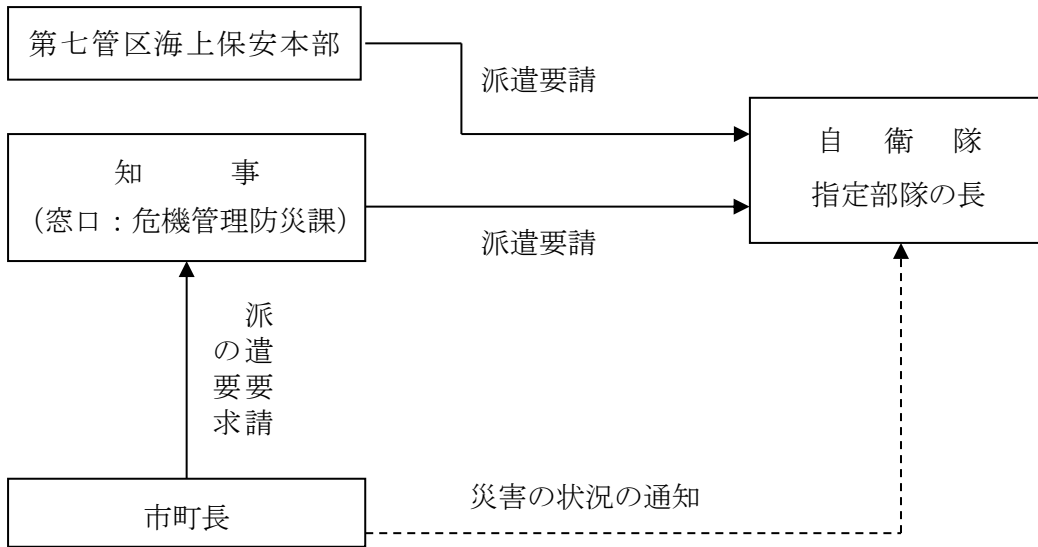 第七管区海上保安本部
派遣要請
自　衛　隊
指定部隊の長
知　　事
（窓口：危機管理防災課）
派遣要請
派遣要請
の要求
災害の状況の通知
市町長